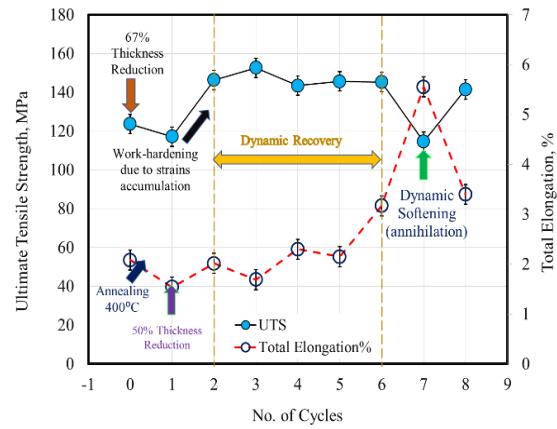 180
160
140
120
100
80
60
40
20
0
Ultimate Tensile Strength, MPa
7
6
5
4
3
2
1
0
Total Elongation, %
67%
Thickness
Reduction
Work-hardening
due to strains
accumulation
Dynamic Recovery
Dynamic
Softening
(annihilation)
Annealing
400⁰C
50% Thickness
Reduction
UTS
Total Elongation%
-1 0 1 2 3 4 5 6 7 8 9
No. of Cycles